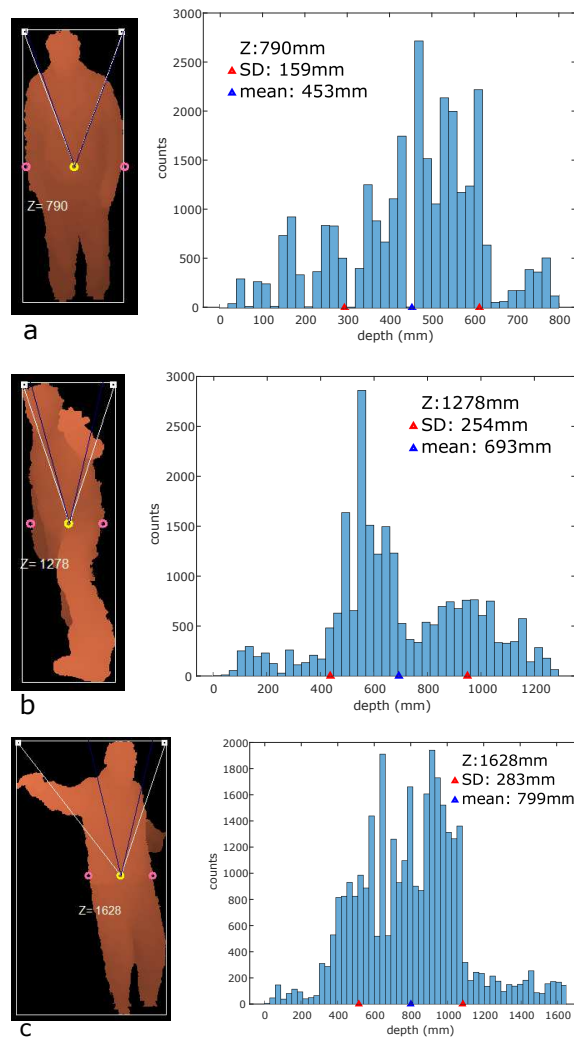 Z= 790
a
3000
2500
2000
1500
1000
500
0
counts
0 100 200 300 400 500 600 700 800
depth (mm)
Z:790mm
SD: 159mm
mean: 453mm
Z= 1278
b
3000
2500
2000
1500
1000
500
0
counts
0 200 400 600 800 1000 1200
depth (mm)
Z:1278mm
SD: 254mm
mean: 693mm
Z= 1628
c
2000
1800
1600
1400
1200
1000
800
600
400
200
0
counts
0 200 400 600 800 1000 1200 1400 1600
depth (mm)
Z:1628mm
SD: 283mm
mean: 799mm